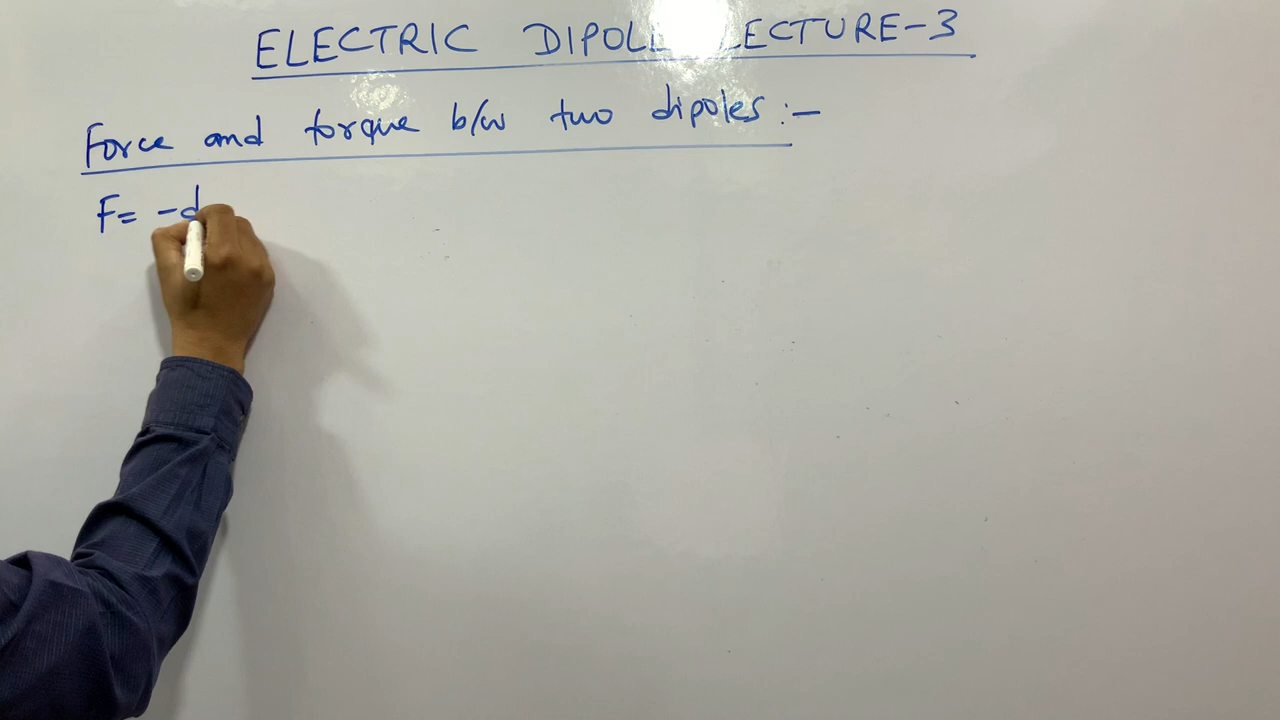 ELECTRIC DIPOLE LECTURE-3
Force and torque b/w two dipoles :-
F= -d